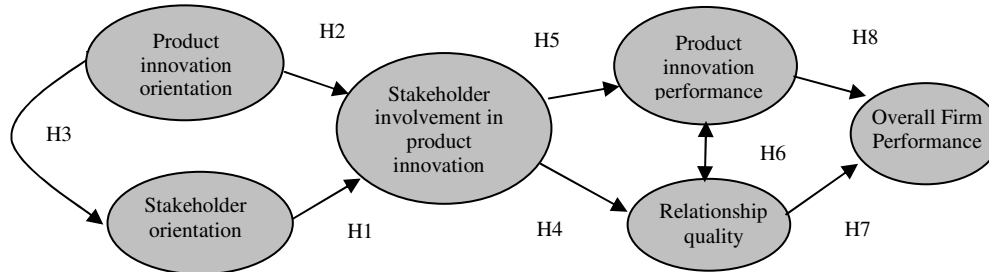 Product
innovation
orientation
H2
H3
Stakeholder
orientation
H1
Stakeholder
involvement in
product
innovation
H5
H4
Product
innovation
performance
H6
Relationship
quality
H8
H7
Overall Firm
Performance